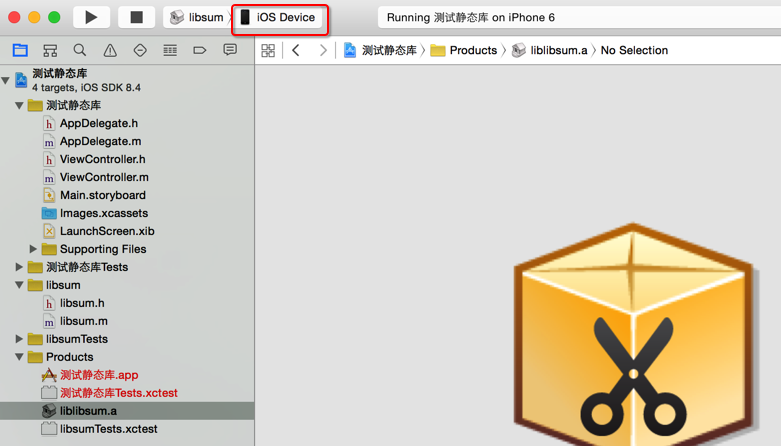 libsum
iOS Device
Running 测试静态库 on iPhone 6
测试静态库
Products
liblibsum.a
No Selection
测试静态库
4 targets, iOS SDK 8.4
测试静态库
AppDelegate.h
AppDelegate.m
ViewController.h
ViewController.m
Main.storyboard
Images.xcassets
LaunchScreen.xib
Supporting Files
测试静态库Tests
libsum
libsum.h
libsum.m
libsumTests
Products
测试静态库.app
测试静态库Tests.xctest
liblibsum.a
libsumTests.xctest